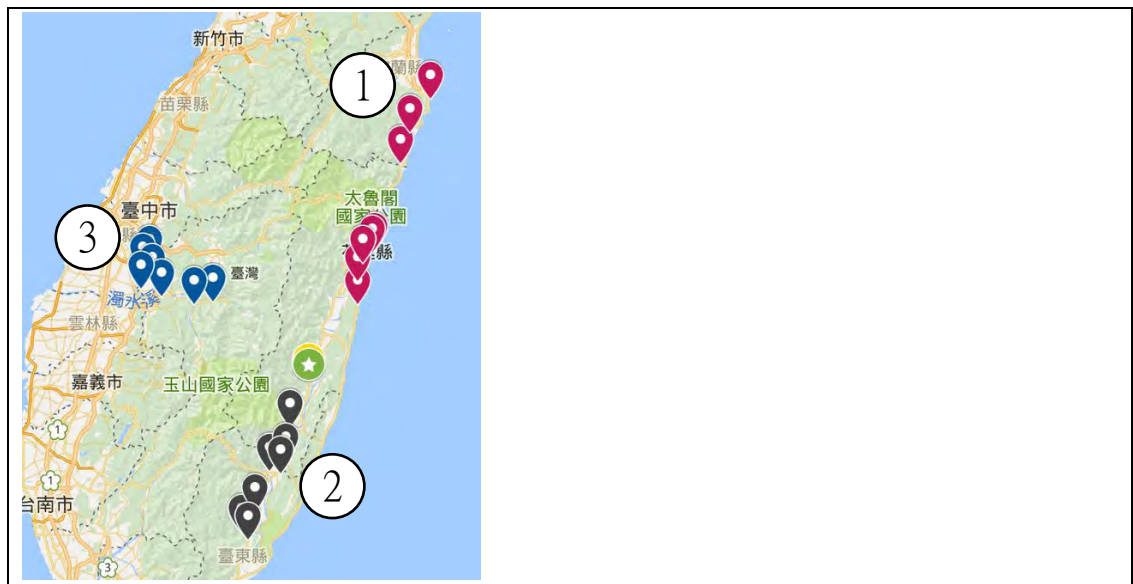 新竹市
蘭縣
1
苗栗縣
太魯閣
國家公園
臺中市
縣
3
臺灣
濁水溪
雲林縣
嘉義市
玉山國家公園
1
2
1
台南市
臺東縣
3